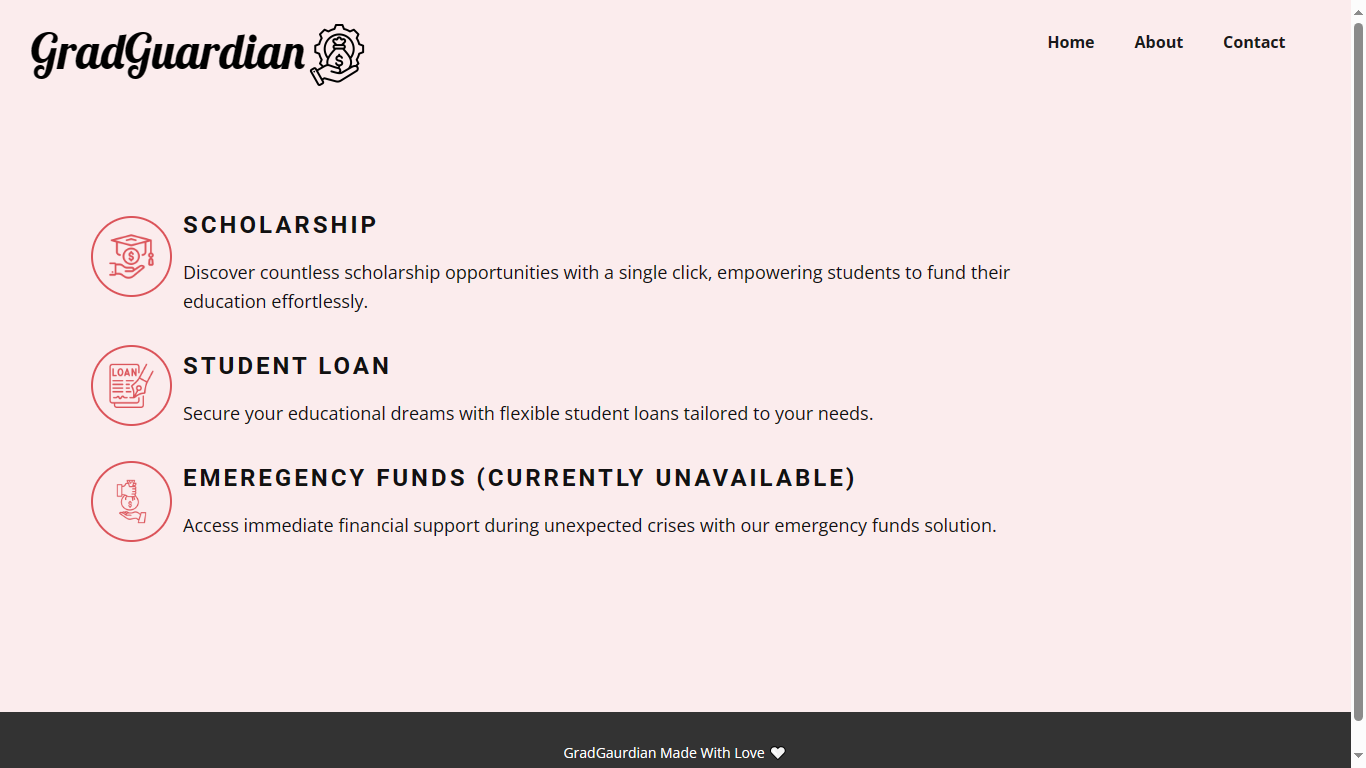 GradGuardian
Home About Contact
SCHOLARSHIP
Discover countless scholarship opportunities with a single click, empowering students to fund their
education effortlessly.
LOAN
STUDENT LOAN
Secure your educational dreams with flexible student loans tailored to your needs.
EMEREGENCY FUNDS (CURRENTLY UNAVAILABLE)
Access immediate financial support during unexpected crises with our emergency funds solution.
GradGaurdian Made With Love